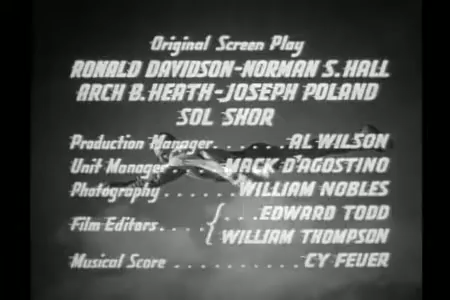 Original Screen Play
RONALD DAVIDSON-NORMAN S. HALL
ARCH B. HEATH-JOSEPH POLAND
SOL SHOR
Production Manager.....AL WILSON
Unit Manager.....MACK D'AGOSTINO
Photography.......WILLIAM NOBLES
Film Editors.....{...EDWARD TODD
WILLIAM THOMPSON
Musical Score...........CY FEUER